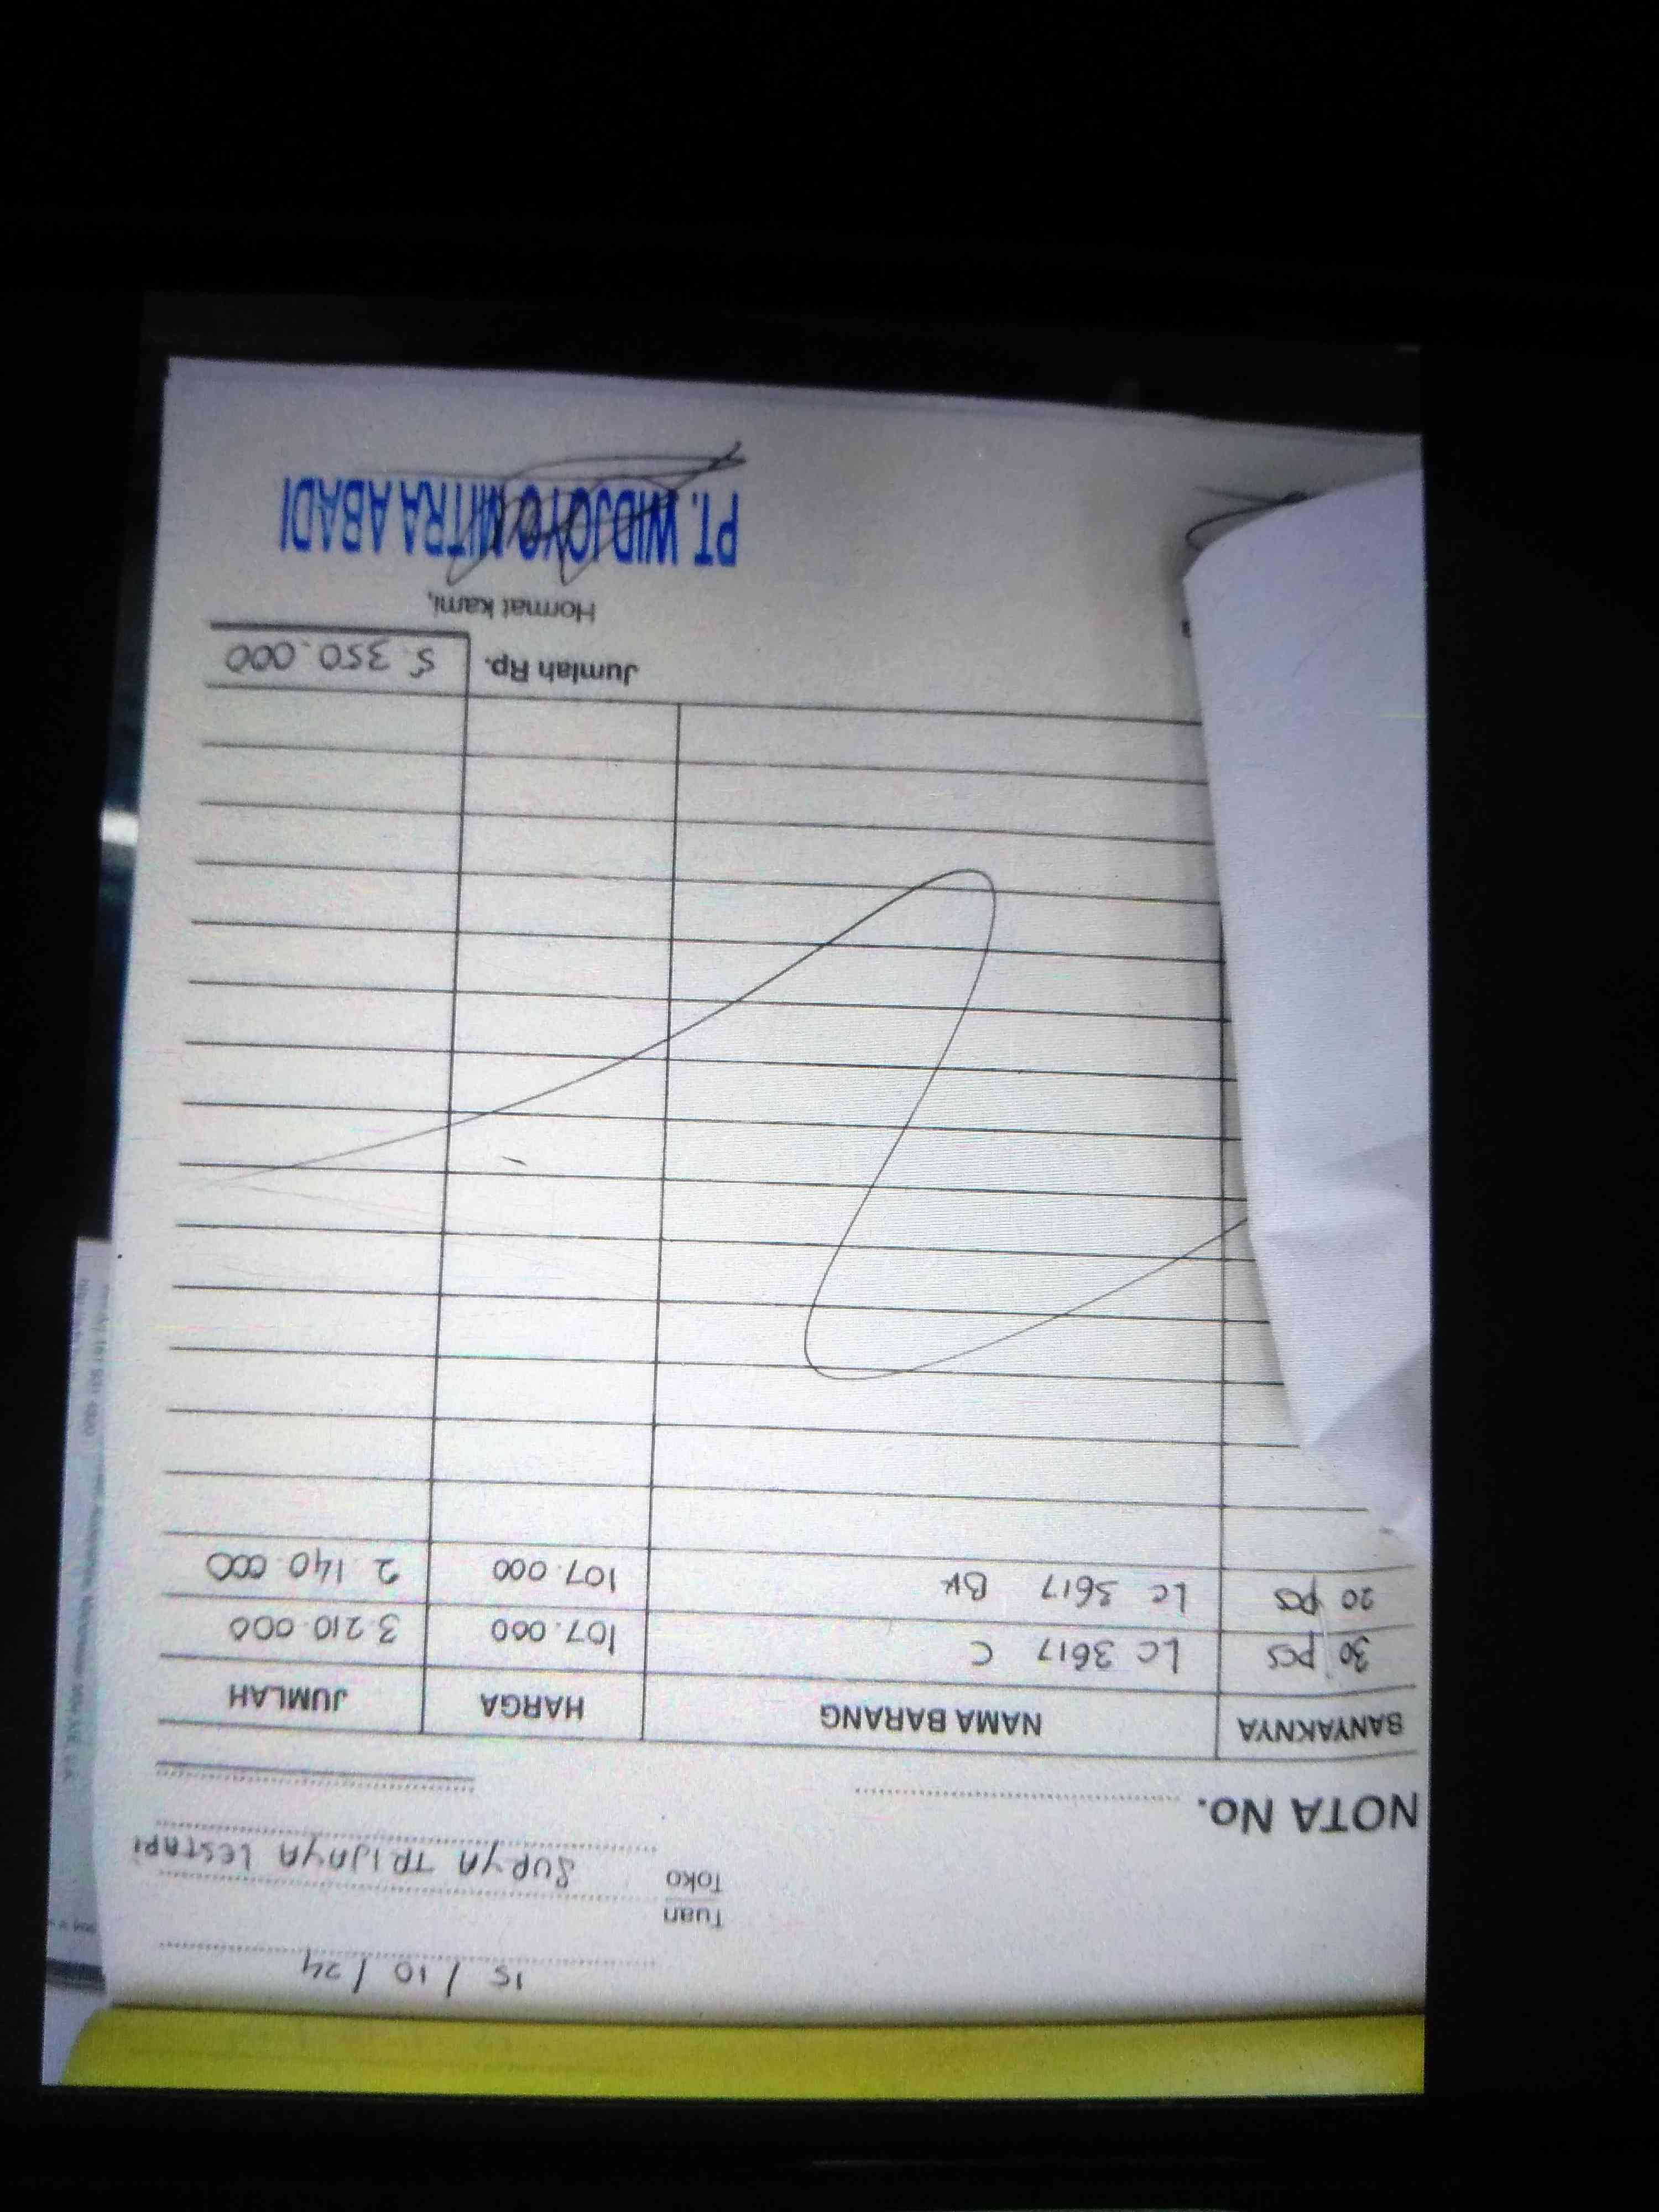 15 / 10 / 24
Tuan
Toko SURYA TRIJAYA LESTARI
NOTA No.
BANYAKNYA NAMA BARANG HARGA JUMLAH
30 pcs LC 3617 C 107.000 3.210.000
20 pcs LC 3617 BK 107.000 2.140.000
Jumlah Rp. 5.350.000
Hormat kami,
PT. WIDJOYO MITRA ABADI